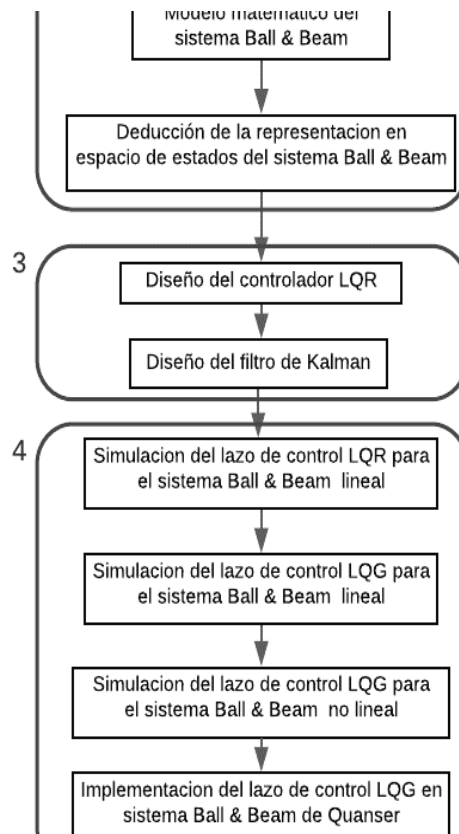 Modelo matemático del
sistema Ball & Beam
Deducción de la representacion en
espacio de estados del sistema Ball & Beam
3
Diseño del controlador LQR
Diseño del filtro de Kalman
4
Simulacion del lazo de control LQR para
el sistema Ball & Beam lineal
Simulacion del lazo de control LQG para
el sistema Ball & Beam lineal
Simulacion del lazo de control LQG para
el sistema Ball & Beam no lineal
Implementacion del lazo de control LQG en
sistema Ball & Beam de Quanser